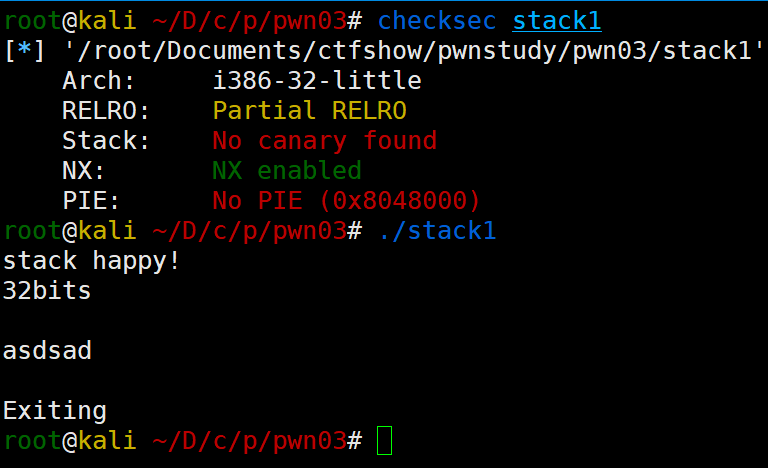 root@kali ~/D/c/p/pwn03# checksec stack1
[*] '/root/Documents/ctfshow/pwnstudy/pwn03/stack1'
    Arch:     i386-32-little
    RELRO:    Partial RELRO
    Stack:    No canary found
    NX:       NX enabled
    PIE:      No PIE (0x8048000)
root@kali ~/D/c/p/pwn03# ./stack1
stack happy!
32bits
asdsad
Exiting
root@kali ~/D/c/p/pwn03#